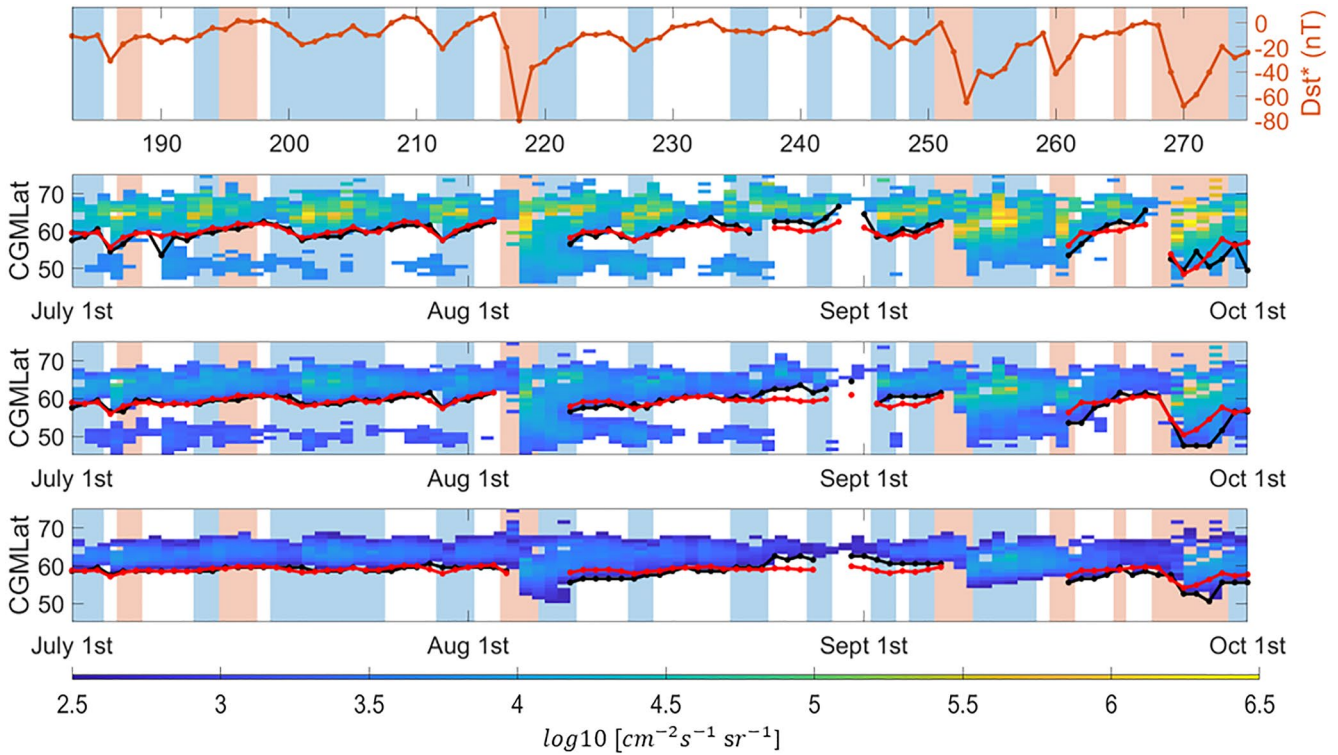 0
-20
-40
-60
-80
Dst* (nT)
190 200 210 220 230 240 250 260 270
70
60
50
CGMLat
July 1st Aug 1st Sept 1st Oct 1st
70
60
50
CGMLat
July 1st Aug 1st Sept 1st Oct 1st
70
60
50
CGMLat
July 1st Aug 1st Sept 1st Oct 1st
2.5 3 3.5 4 4.5 5 5.5 6 6.5
log10 [cm⁻²s⁻¹ sr⁻¹]